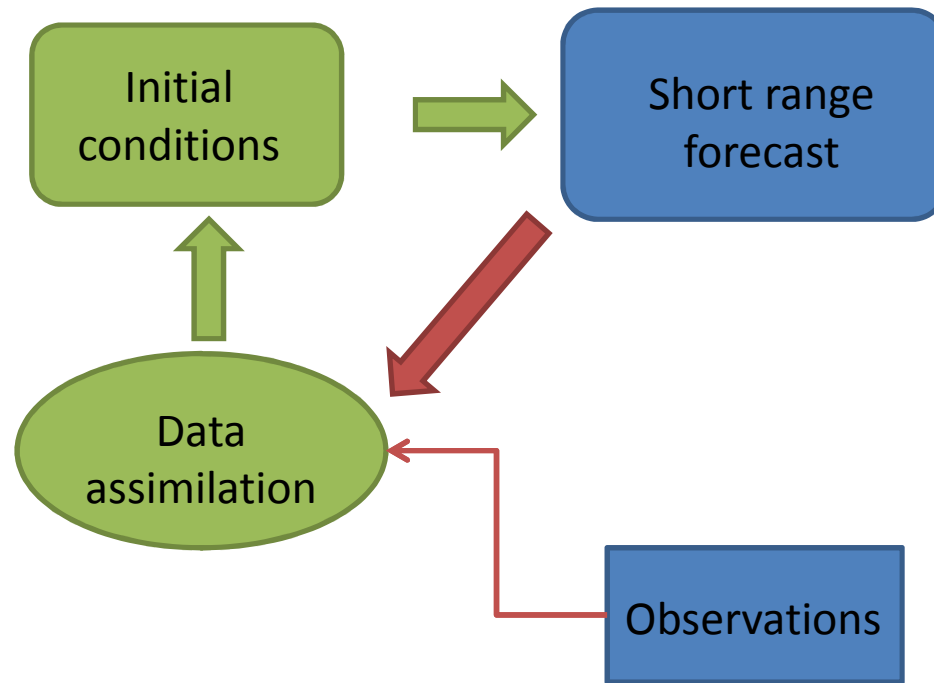 Initial
conditions
Short range
forecast
Data
assimilation
Observations